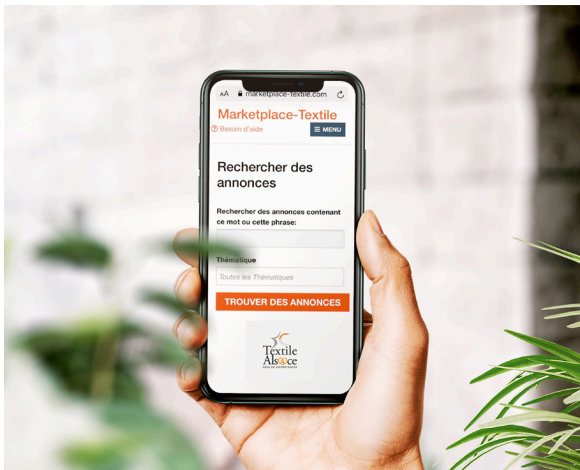 AA marketplace-textile.com
Marketplace-Textile
? Besoin d'aide
≡ MENU
Rechercher des
annonces
Rechercher des annonces contenant
ce mot ou cette phrase:
Thématique
Toutes les Thématiques
TROUVER DES ANNONCES
Textile
Alsace